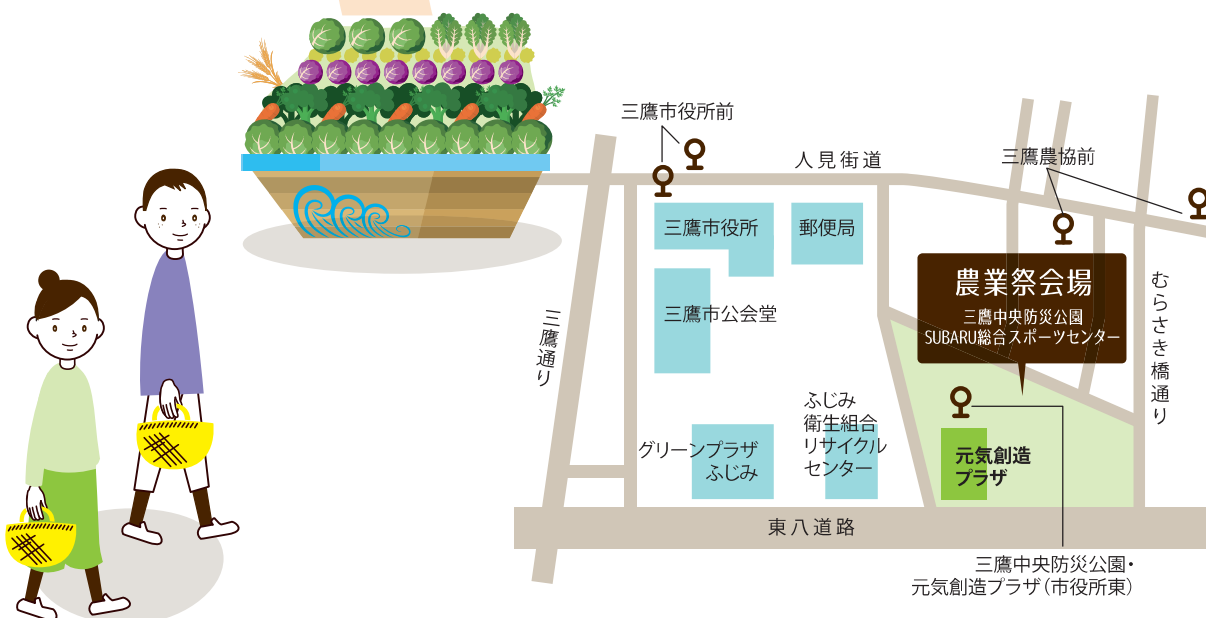 三鷹市役所前
人見街道
三鷹農協前
三鷹市役所
郵便局
農業祭会場
三鷹中央防災公園
SUBARU総合スポーツセンター
むらさき橋通り
三鷹市公会堂
三鷹通り
ふじみ
衛生組合
リサイクル
センター
グリーンプラザ
ふじみ
元気創造
プラザ
東八道路
三鷹中央防災公園・
元気創造プラザ(市役所東)